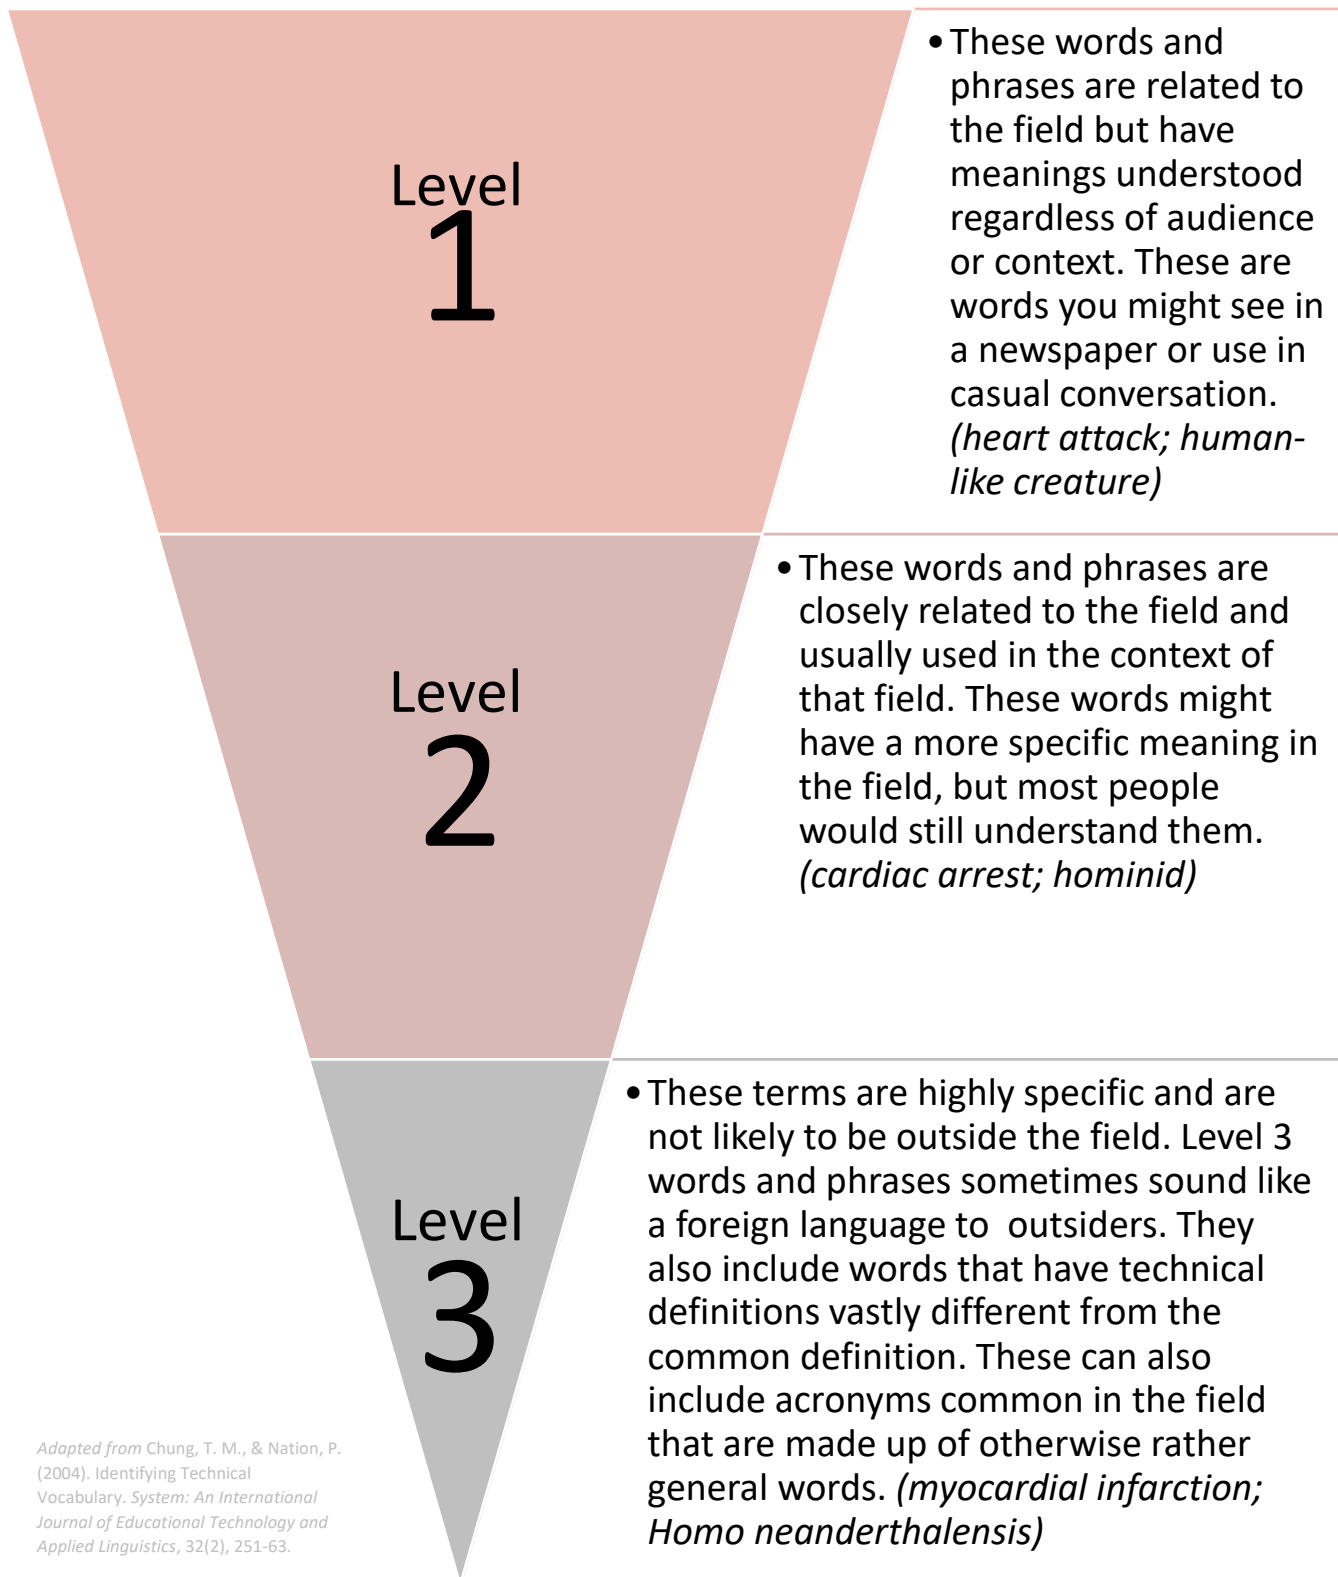 Level
1
• These words and
phrases are related to
the field but have
meanings understood
regardless of audience
or context. These are
words you might see in
a newspaper or use in
casual conversation.
(heart attack; human-
like creature)
Level
2
• These words and phrases are
closely related to the field and
usually used in the context of
that field. These words might
have a more specific meaning in
the field, but most people
would still understand them.
(cardiac arrest; hominid)
Level
3
• These terms are highly specific and are
not likely to be outside the field. Level 3
words and phrases sometimes sound like
a foreign language to  outsiders. They
also include words that have technical
definitions vastly different from the
common definition. These can also
include acronyms common in the field
that are made up of otherwise rather
general words. (myocardial infarction;
Homo neanderthalensis)
Adapted from Chung, T. M., & Nation, P.
(2004). Identifying Technical
Vocabulary. System: An International
Journal of Educational Technology and
Applied Linguistics, 32(2), 251-63.